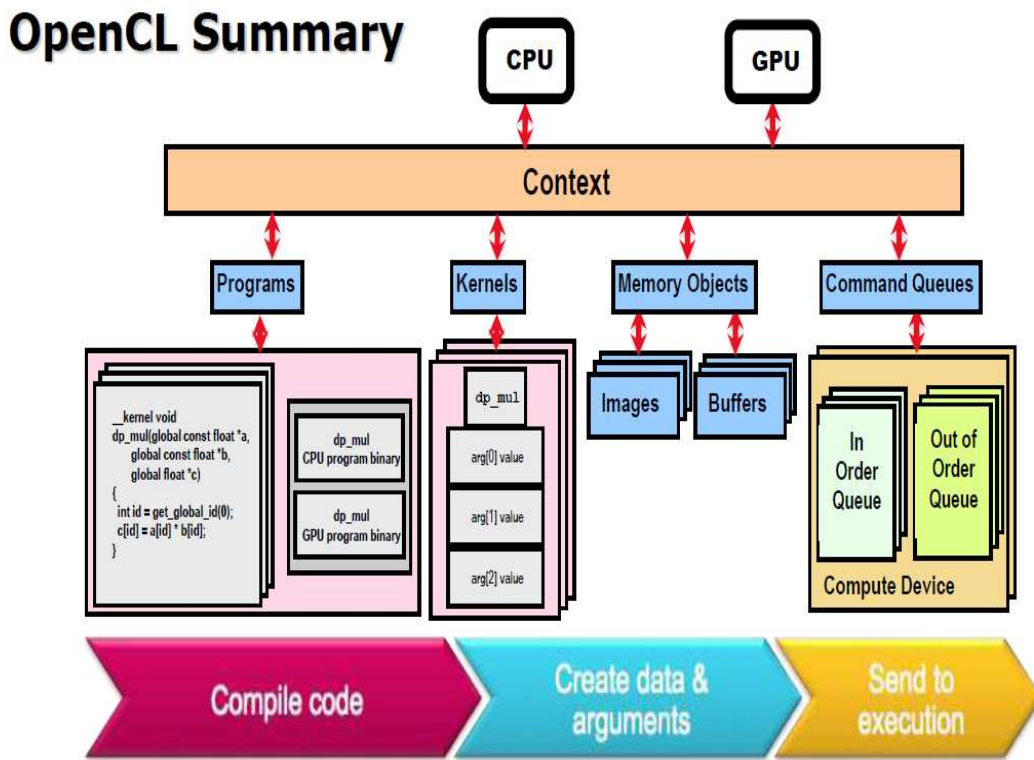 OpenCL Summary
CPU
GPU
Context
Programs
Kernels
Memory Objects
Command Queues
__kernel void
dp_mul(global const float *a,
global const float *b,
global float *c)
{
int id = get_global_id(0);
c[id] = a[id] * b[id];
}
dp_mul
CPU program binary
dp_mul
GPU program binary
dp_mul
arg[0] value
arg[1] value
arg[2] value
Images
Buffers
In
Order
Queue
Out of
Order
Queue
Compute Device
Compile code
Create data &
arguments
Send to
execution